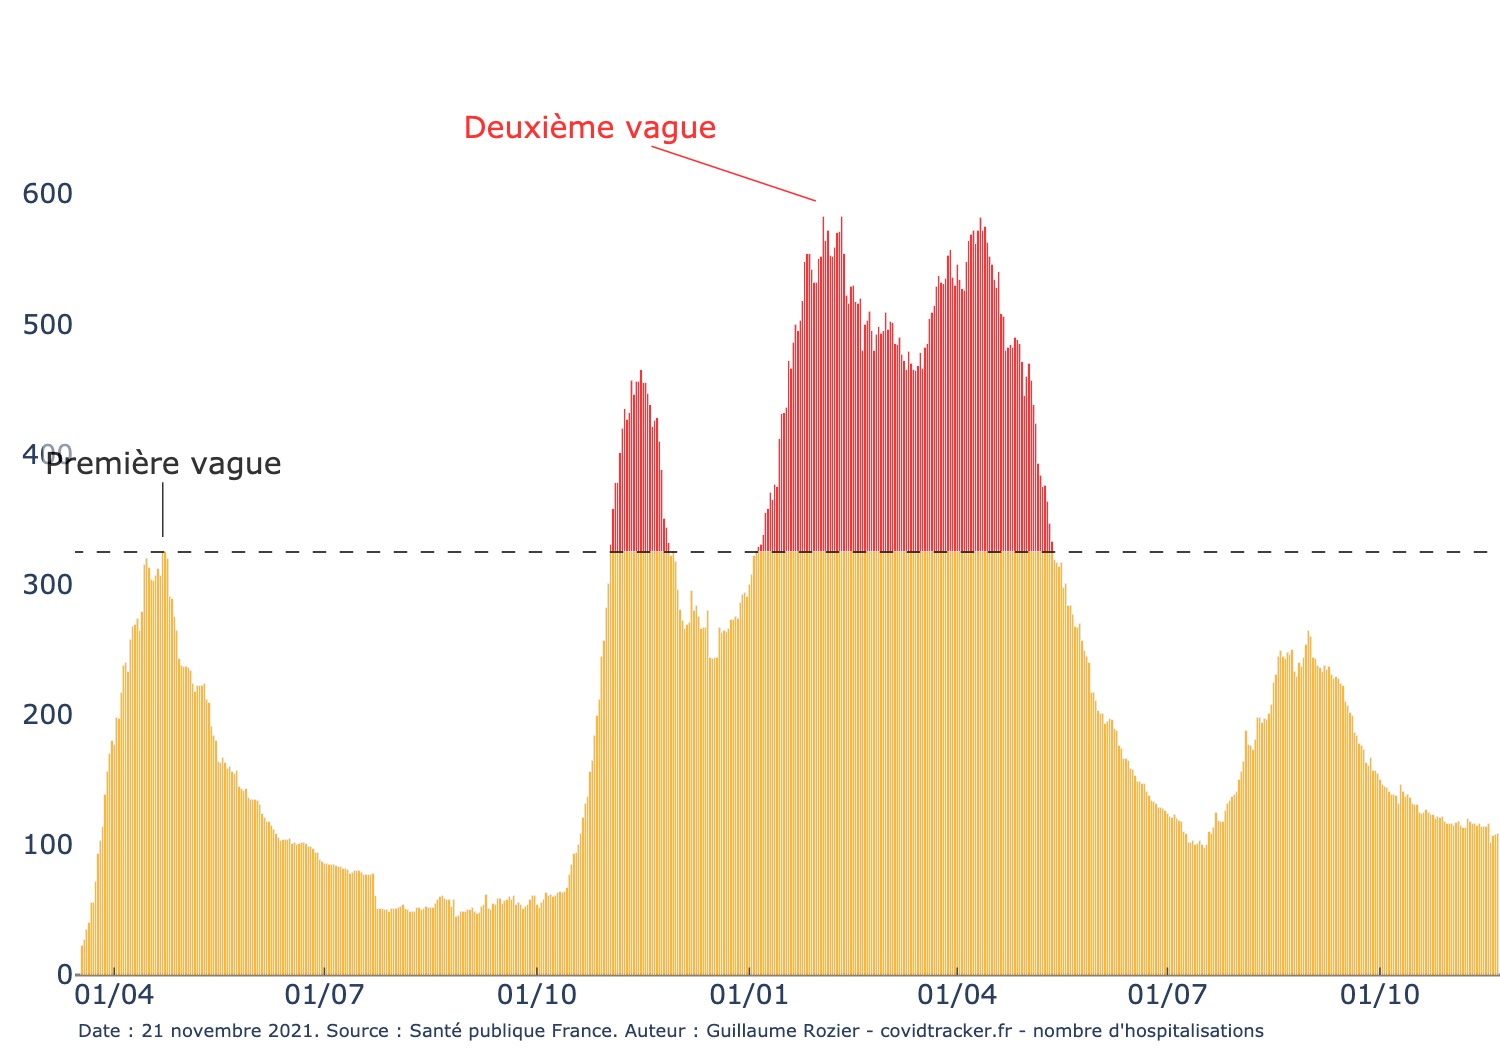 Deuxième vague
600
500
400
Première vague
300
200
100
0
01/04 01/07 01/10 01/01 01/04 01/07 01/10
Date : 21 novembre 2021. Source : Santé publique France. Auteur : Guillaume Rozier - covidtracker.fr - nombre d'hospitalisations